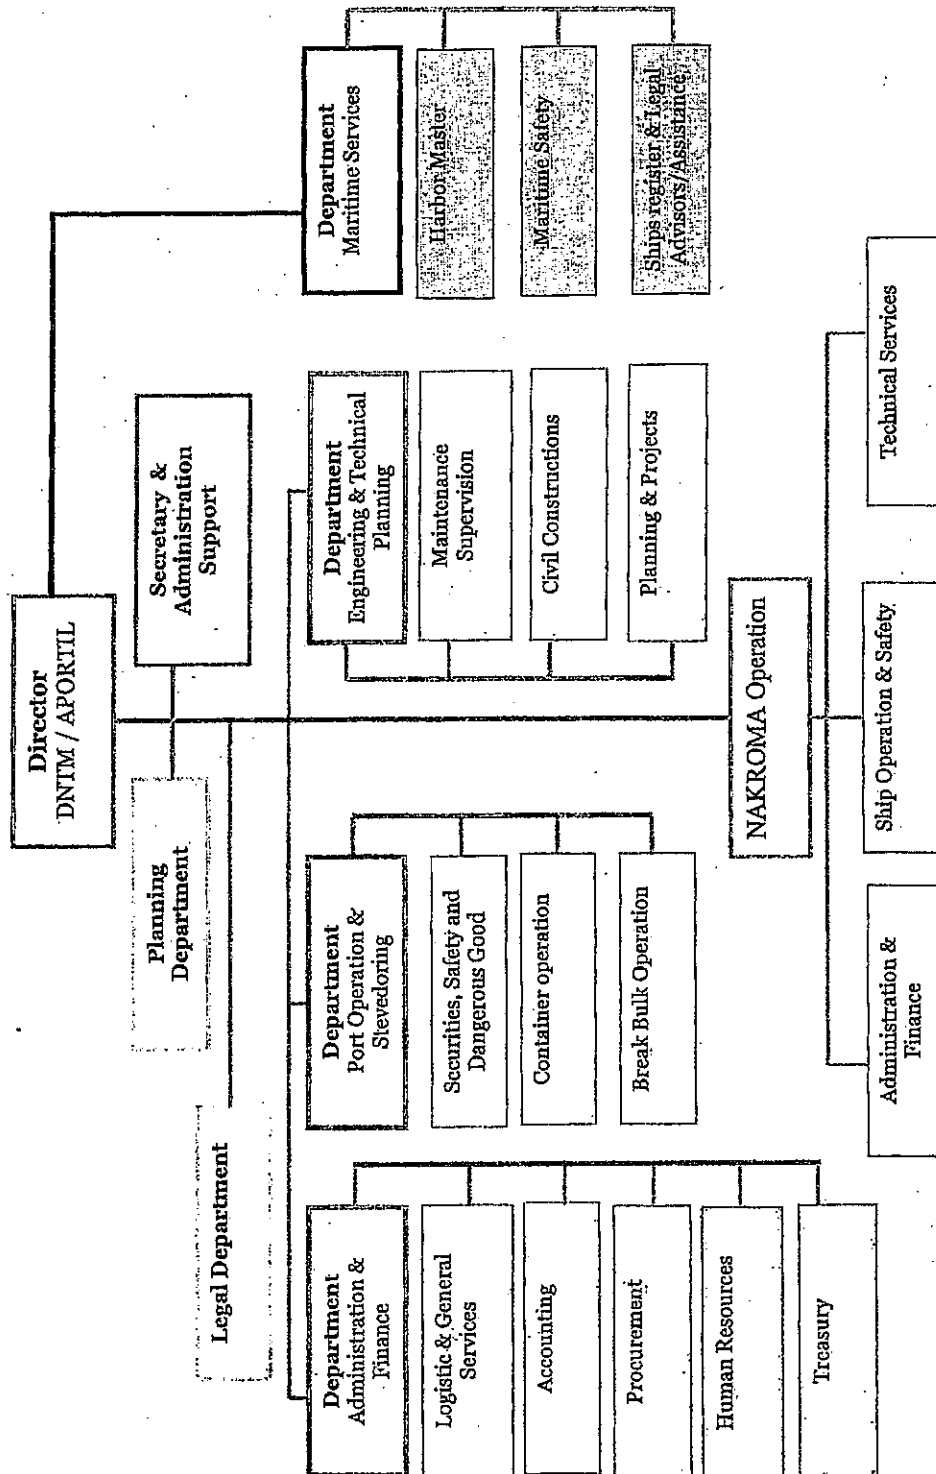 Director
DNTM / APORTIL
Secretary &
Administration
Support
Planning
Department
Legal Department
Department
Administration &
Finance
Logistic & General
Services
Accounting
Procurement
Human Resources
Treasury
Department
Port Operation &
Stevedoring
Securities, Safety and
Dangerous Good
Container operation
Break Bulk Operation
Department
Engineering & Technical
Planning
Maintenance
Supervision
Civil Constructions
Planning & Projects
Department
Maritime Services
Harbor Master
Maritime Safety
Ships register & Legal
Advisors/Assistance
NAKROMA Operation
Administration &
Finance
Ship Operation & Safety
Technical Services